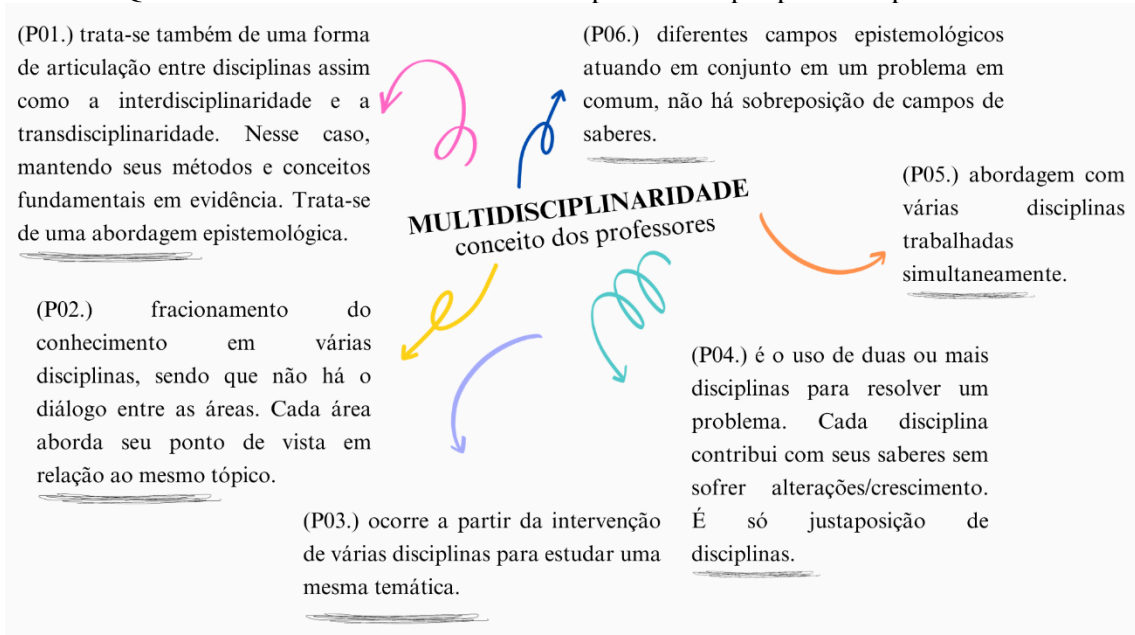 (P01.) trata-se também de uma forma
de articulação entre disciplinas assim
como a interdisciplinaridade e a
transdisciplinaridade. Nesse caso,
mantendo seus métodos e conceitos
fundamentais em evidência. Trata-se
de uma abordagem epistemológica.
(P06.) diferentes campos epistemológicos
atuando em conjunto em um problema em
comum, não há sobreposição de campos de
saberes.
MULTIDISCIPLINARIDADE
conceito dos professores
(P05.) abordagem com
várias disciplinas
trabalhadas
simultaneamente.
(P02.) fracionamento do
conhecimento em várias
disciplinas, sendo que não há o
diálogo entre as áreas. Cada área
aborda seu ponto de vista em
relação ao mesmo tópico.
(P04.) é o uso de duas ou mais
disciplinas para resolver um
problema. Cada disciplina
contribui com seus saberes sem
sofrer alterações/crescimento.
É só justaposição de
disciplinas.
(P03.) ocorre a partir da intervenção
de várias disciplinas para estudar uma
mesma temática.